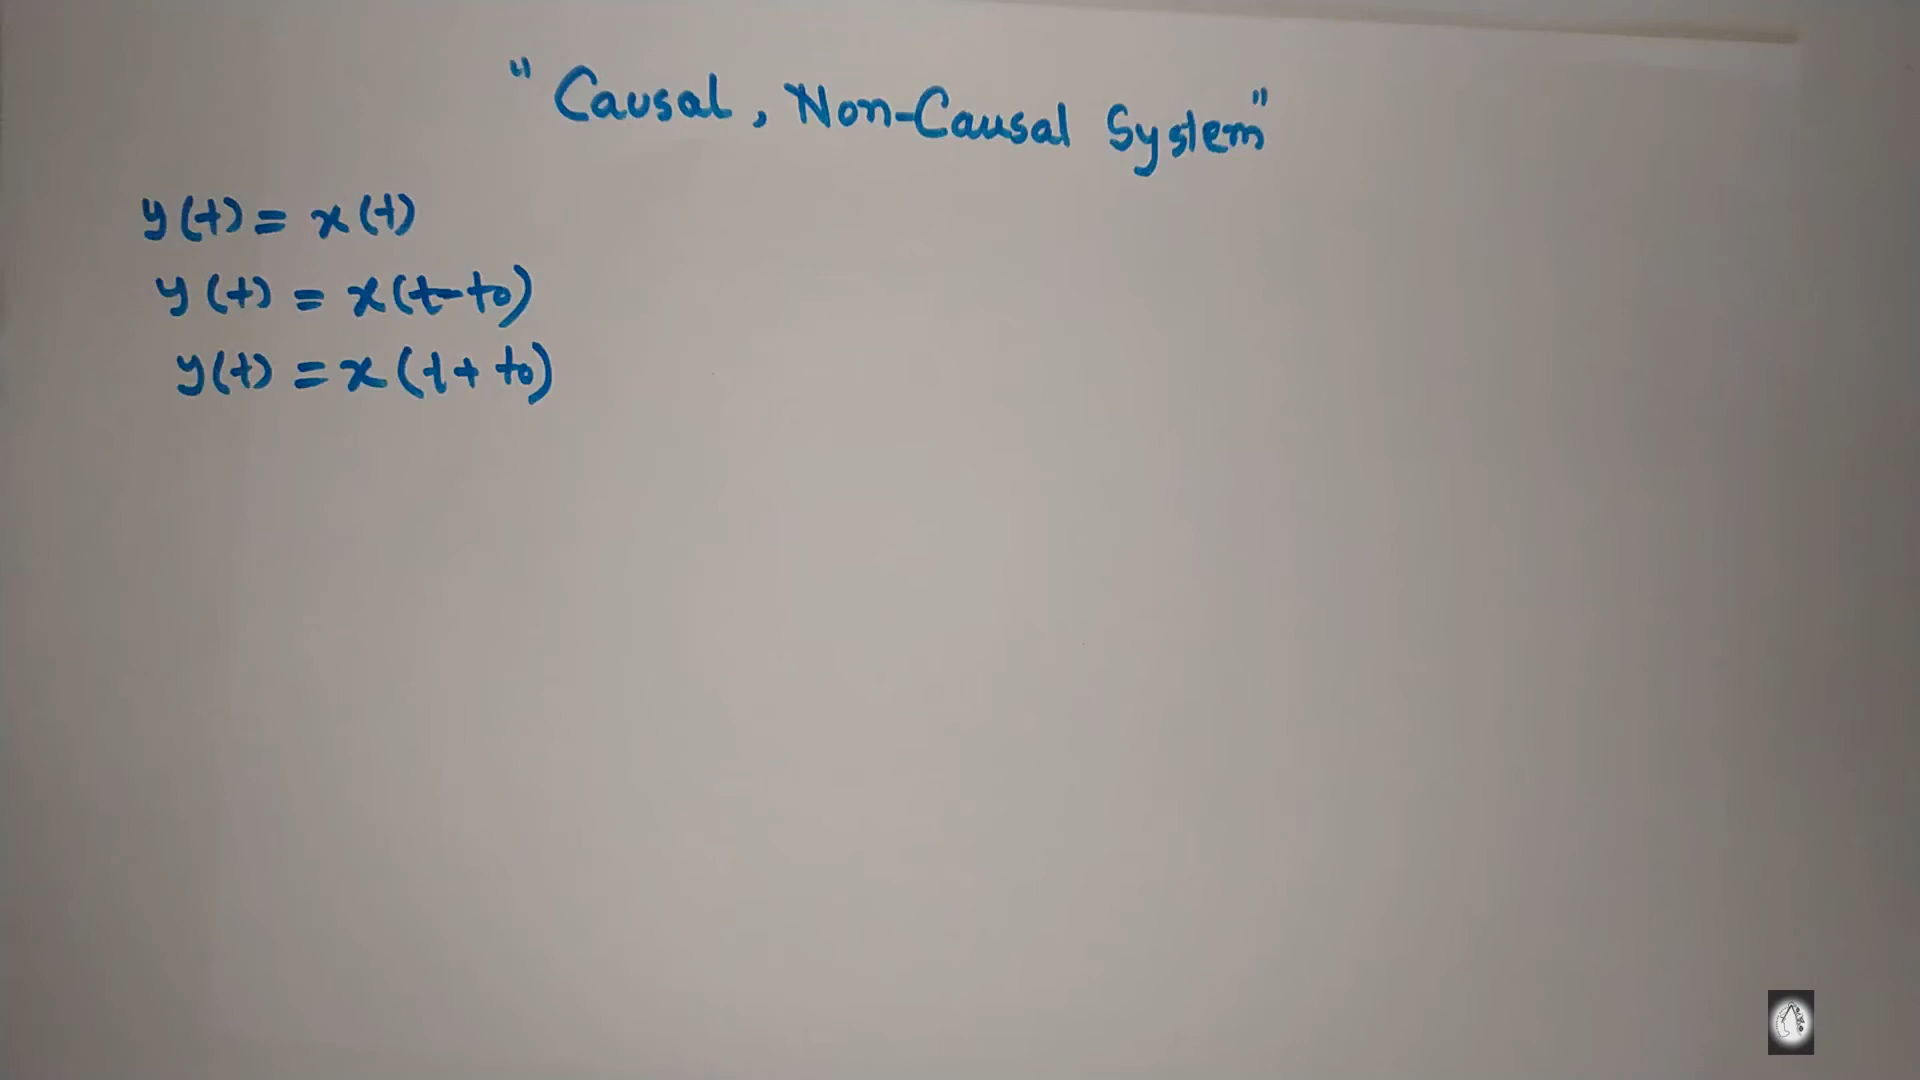 "Causal, Non-Causal System"
y(t) = x(t)
y(t) = x(t-t0)
y(t) = x(t+t0)